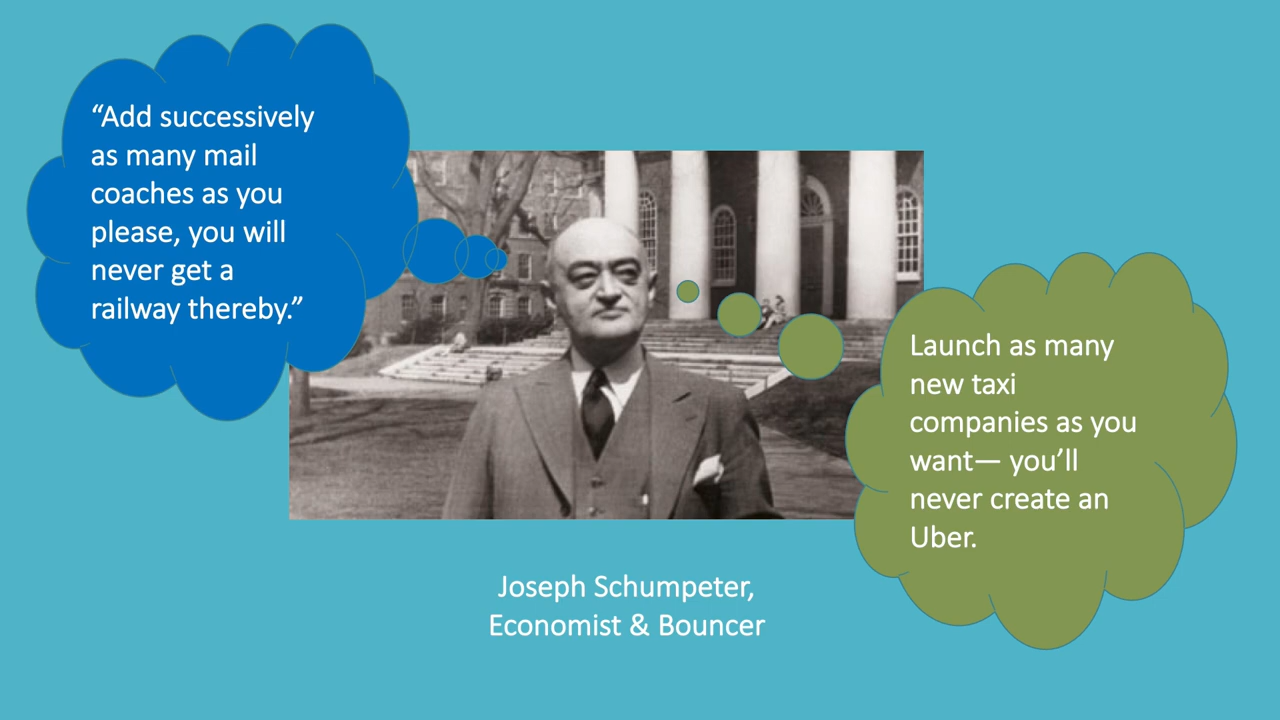 “Add successively
as many mail
coaches as you
please, you will
never get a
railway thereby.”
Launch as many
new taxi
companies as you
want— you’ll
never create an
Uber.
Joseph Schumpeter,
Economist & Bouncer